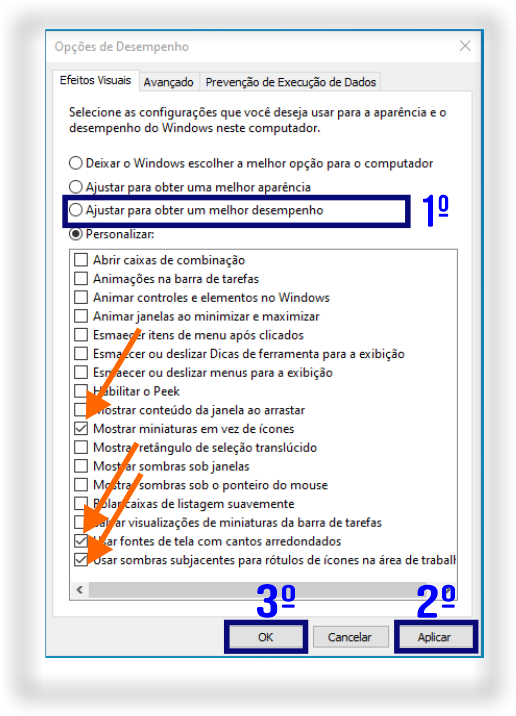 Opções de Desempenho
Efeitos Visuais Avançado Prevenção de Execução de Dados
Selecione as configurações que você deseja usar para a aparência e o
desempenho do Windows neste computador.
Deixar o Windows escolher a melhor opção para o computador
Ajustar para obter uma melhor aparência
Ajustar para obter um melhor desempenho
1º
Personalizar:
Abrir caixas de combinação
Animações na barra de tarefas
Animar controles e elementos no Windows
Animar janelas ao minimizar e maximizar
Esmaecer itens de menu após clicados
Esmaecer ou deslizar Dicas de ferramenta para a exibição
Esmaecer ou deslizar menus para a exibição
Habilitar o Peek
Mostrar conteúdo da janela ao arrastar
Mostrar miniaturas em vez de ícones
Mostrar retângulo de seleção translúcido
Mostrar sombras sob janelas
Mostrar sombras sob o ponteiro do mouse
Rolar caixas de listagem suavemente
Salvar visualizações de miniaturas da barra de tarefas
Usar fontes de tela com cantos arredondados
Usar sombras subjacentes para rótulos de ícones na área de trabalh
3º 2º
OK Cancelar Aplicar